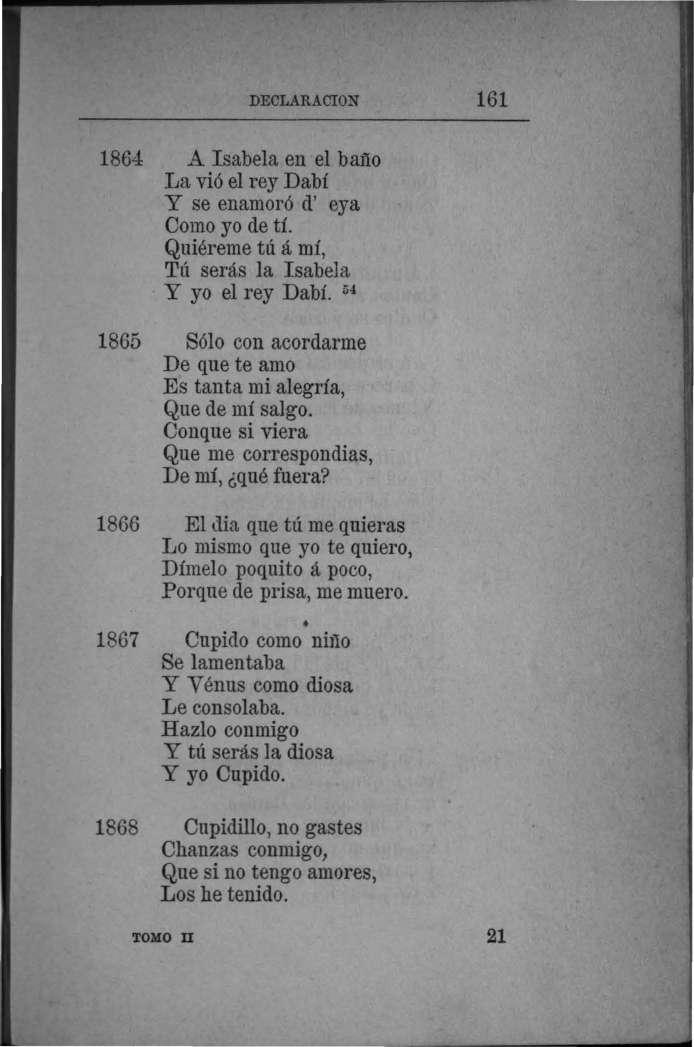 DECLARACION 161
1864 A Isabela en el baño
La vió el rey Dabí
Y se enamoró d' eya
Como yo de tí.
Quiéreme tú á mí,
Tú serás la Isabela
Y yo el rey Dabí. 54
1865 Sólo con acordarme
De que te amo
Es tanta mi alegría,
Que de mí salgo.
Conque si viera
Que me correspondias,
De mí, ¿qué fuera?
1866 El dia que tú me quieras
Lo mismo que yo te quiero,
Dímelo poquito á poco,
Porque de prisa, me muero.
1867 Cupido como niño
Se lamentaba
Y Vénus como diosa
Le consolaba.
Hazlo conmigo
Y tú serás la diosa
Y yo Cupido.
1868 Cupidillo, no gastes
Chanzas conmigo,
Que si no tengo amores,
Los he tenido.
TOMO II 21